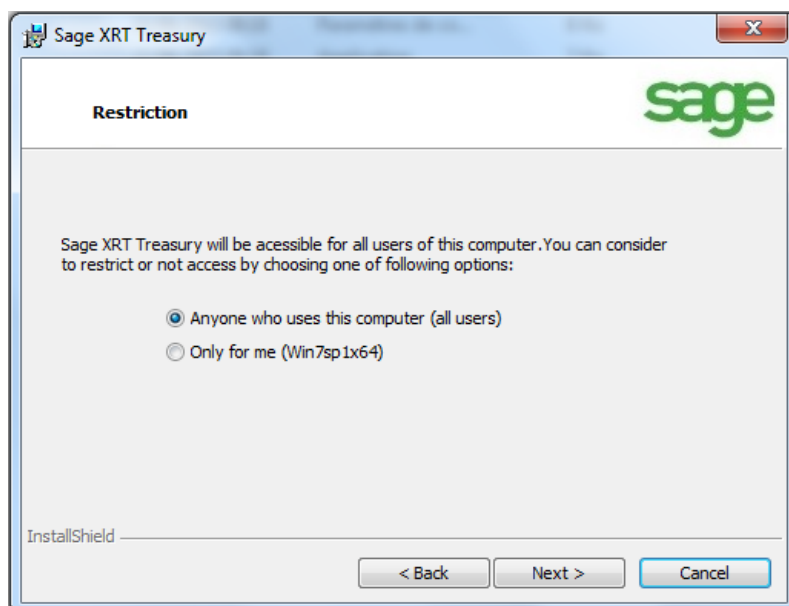 Sage XRT Treasury
Restriction
sage
Sage XRT Treasury will be acessible for all users of this computer.You can consider
to restrict or not access by choosing one of following options:
Anyone who uses this computer (all users)
Only for me (Win7sp1x64)
InstallShield
< Back
Next >
Cancel